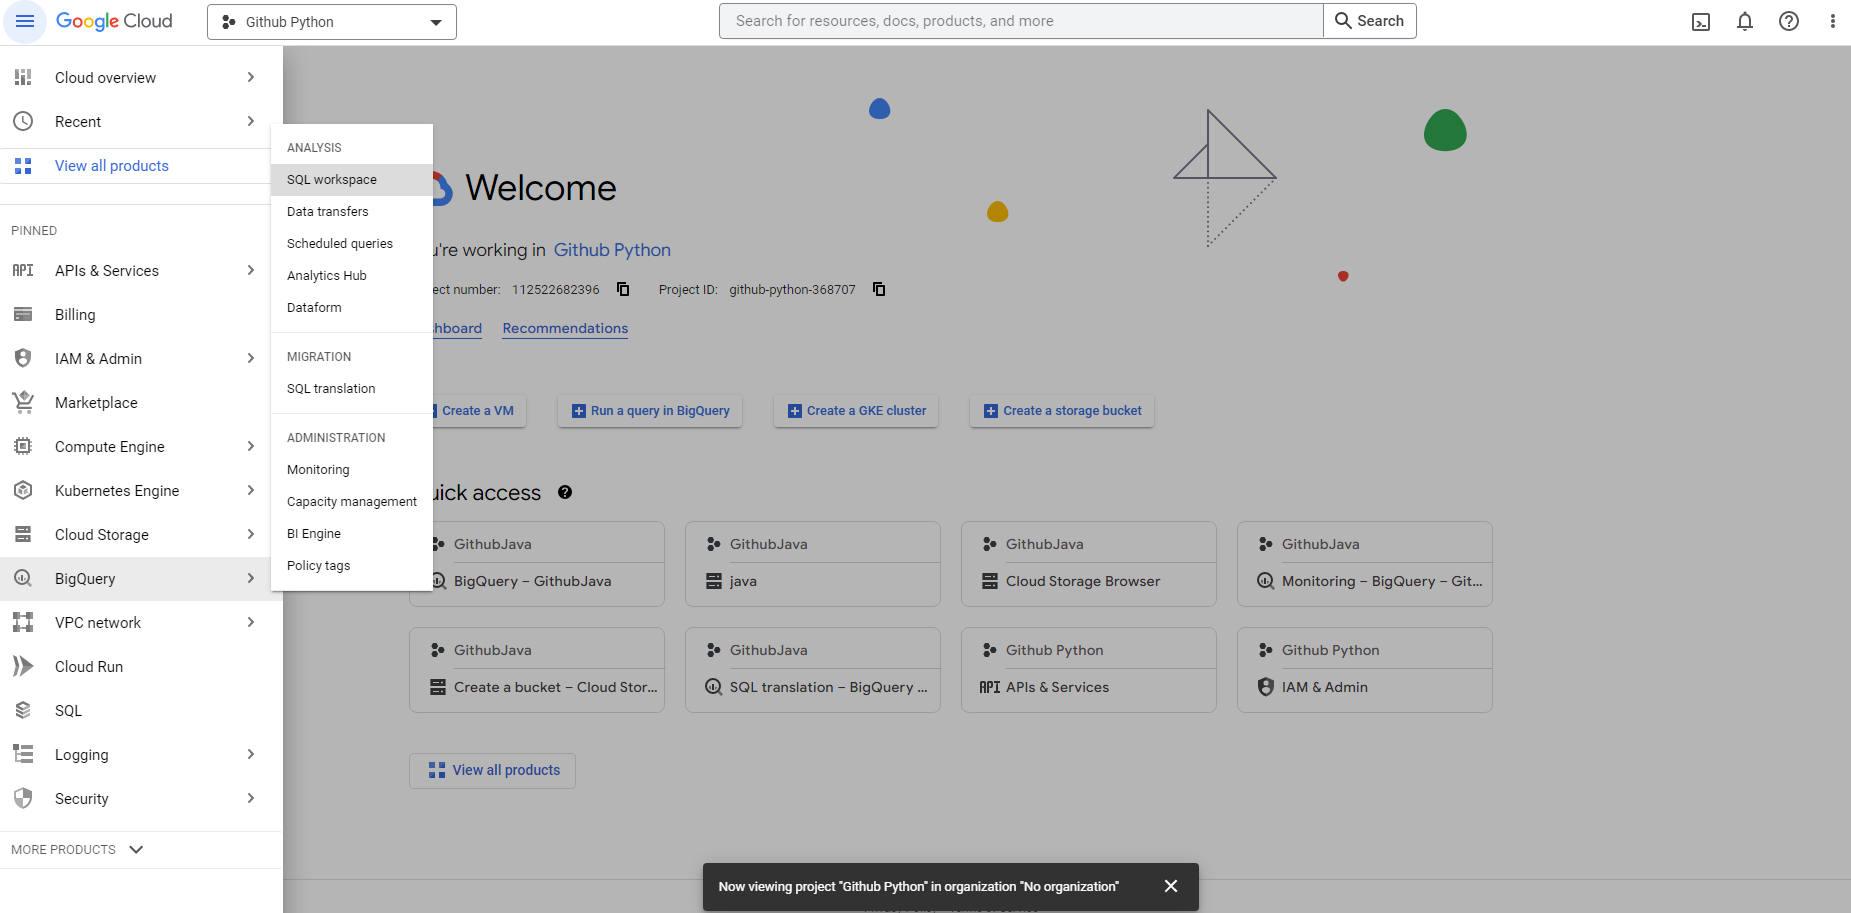 Google Cloud
Github Python
Search for resources, docs, products, and more
Search
Cloud overview
Recent
View all products
PINNED
API APIs & Services
Billing
IAM & Admin
Marketplace
Compute Engine
Kubernetes Engine
Cloud Storage
BigQuery
VPC network
Cloud Run
SQL
Logging
Security
MORE PRODUCTS
ANALYSIS
SQL workspace
Data transfers
Scheduled queries
Analytics Hub
Dataform
MIGRATION
SQL translation
ADMINISTRATION
Monitoring
Capacity management
BI Engine
Policy tags
Welcome
u're working in Github Python
ect number: 112522682396 Project ID: github-python-368707
hboard Recommendations
Create a VM Run a query in BigQuery Create a GKE cluster Create a storage bucket
uick access
GithubJava
BigQuery – GithubJava
GithubJava
java
GithubJava
Cloud Storage Browser
GithubJava
Monitoring – BigQuery – Git...
GithubJava
Create a bucket – Cloud Stor...
GithubJava
SQL translation – BigQuery ...
Github Python
API APIs & Services
Github Python
IAM & Admin
View all products
Now viewing project "Github Python" in organization "No organization"